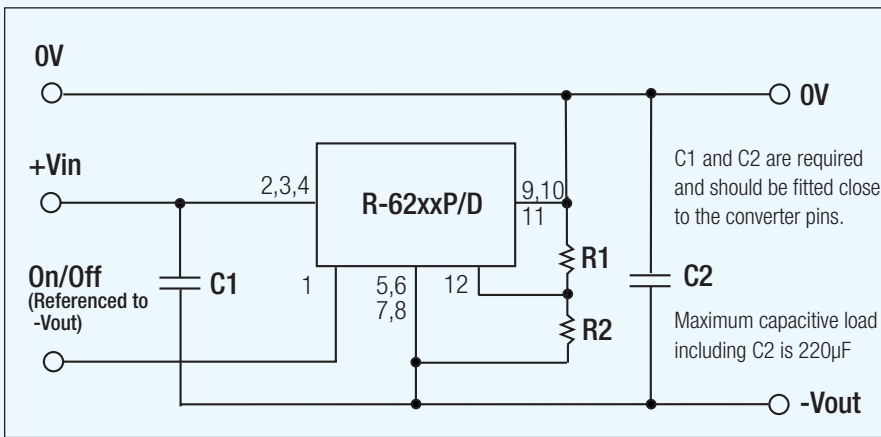 0V
0V
+Vin
2,3,4
R-62xxP/D
9,10
11
C1 and C2 are required
and should be fitted close
to the converter pins.
R1
On/Off
(Referenced to
-Vout)
C1
1
5,6
7,8
12
C2
R2
Maximum capacitive load
including C2 is 220µF
-Vout